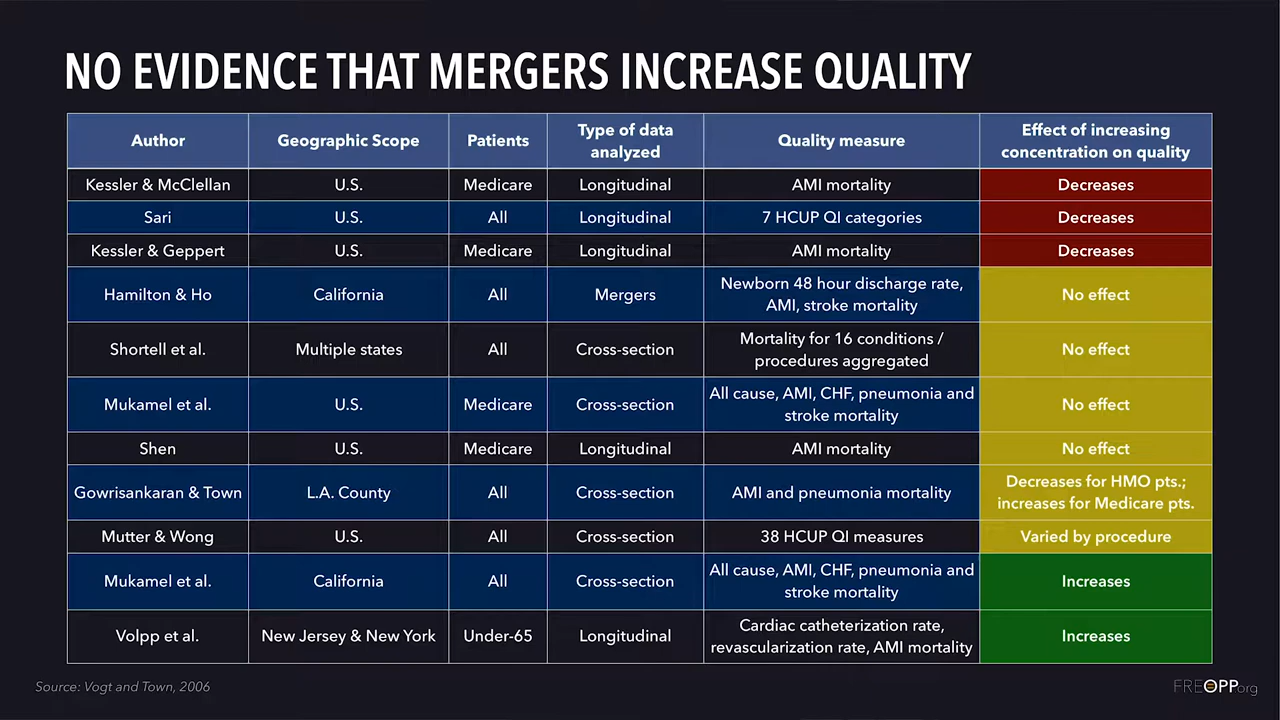 NO EVIDENCE THAT MERGERS INCREASE QUALITY
Author
Geographic Scope
Patients
Type of data
analyzed
Quality measure
Effect of increasing
concentration on quality
Kessler & McClellan
U.S.
Medicare
Longitudinal
AMI mortality
Decreases
Sari
U.S.
All
Longitudinal
7 HCUP QI categories
Decreases
Kessler & Geppert
U.S.
Medicare
Longitudinal
AMI mortality
Decreases
Hamilton & Ho
California
All
Mergers
Newborn 48 hour discharge rate,
AMI, stroke mortality
No effect
Shortell et al.
Multiple states
All
Cross-section
Mortality for 16 conditions /
procedures aggregated
No effect
Mukamel et al.
U.S.
Medicare
Cross-section
All cause, AMI, CHF, pneumonia and
stroke mortality
No effect
Shen
U.S.
Medicare
Longitudinal
AMI mortality
No effect
Gowrisankaran & Town
L.A. County
All
Cross-section
AMI and pneumonia mortality
Decreases for HMO pts.;
increases for Medicare pts.
Mutter & Wong
U.S.
All
Cross-section
38 HCUP QI measures
Varied by procedure
Mukamel et al.
California
All
Cross-section
All cause, AMI, CHF, pneumonia and
stroke mortality
Increases
Volpp et al.
New Jersey & New York
Under-65
Longitudinal
Cardiac catheterization rate,
revascularization rate, AMI mortality
Increases
Source: Vogt and Town, 2006
FREOPP.org